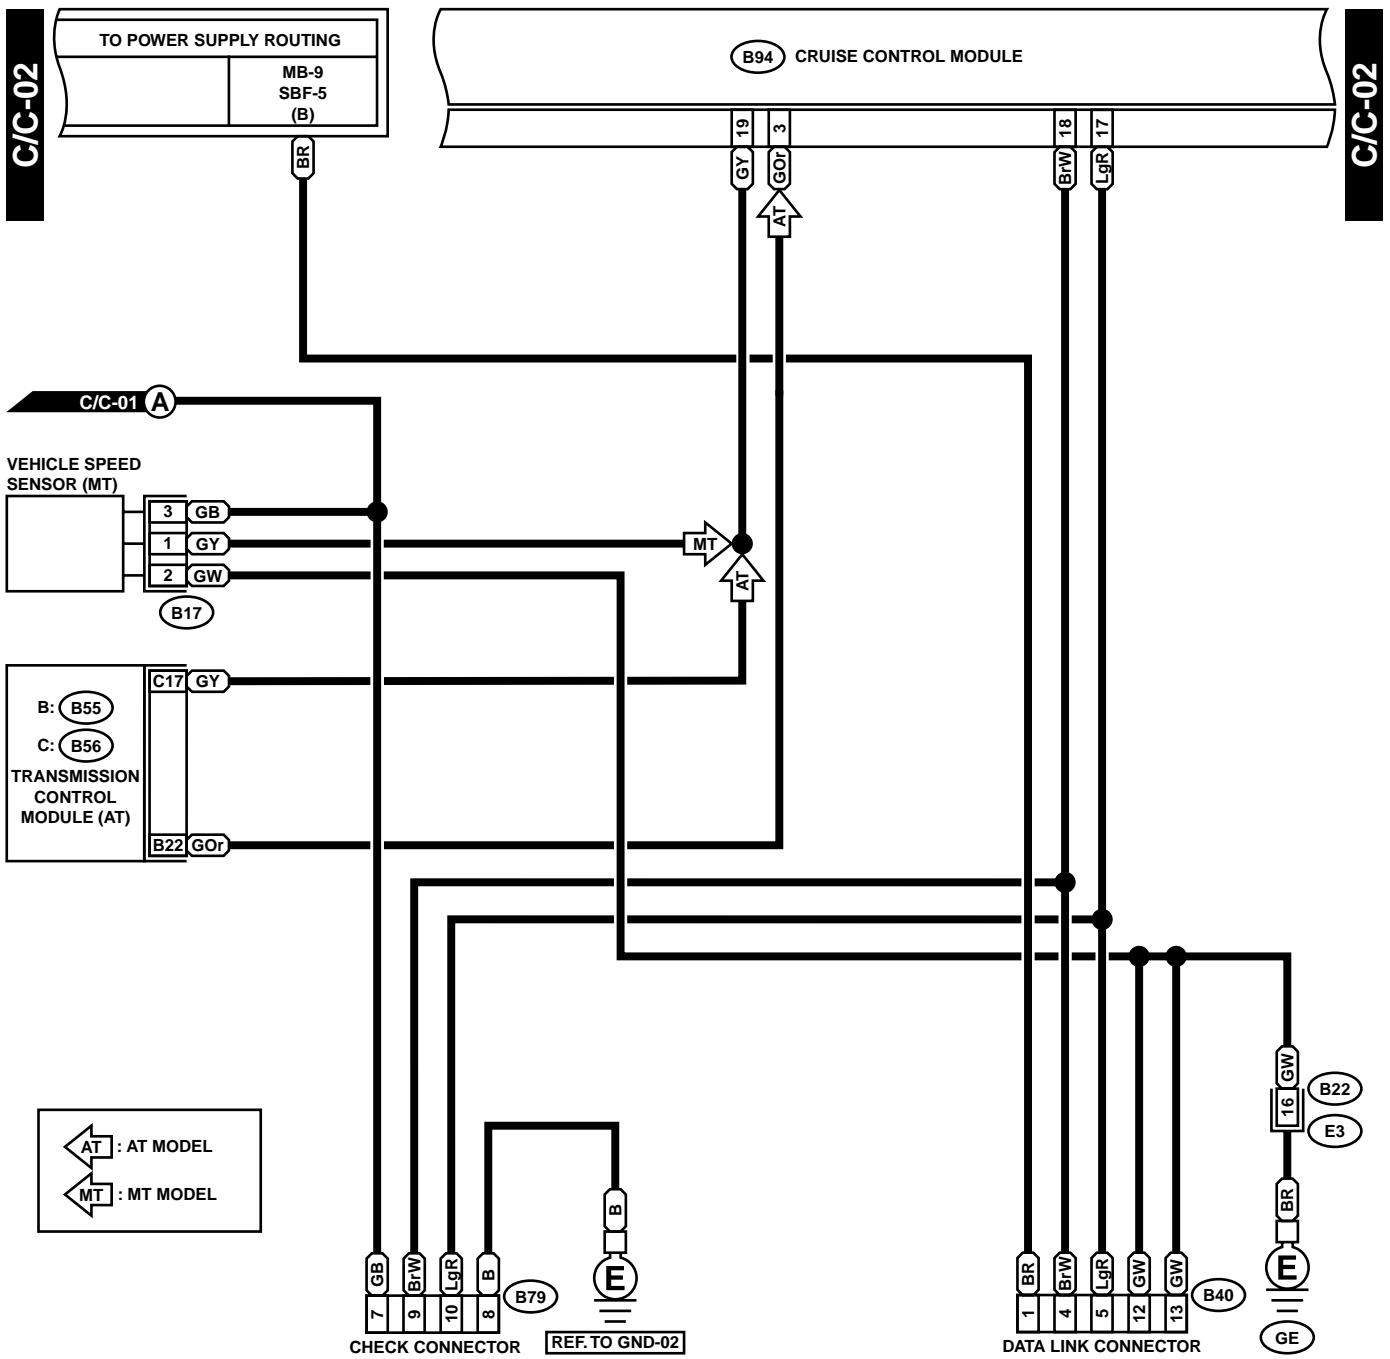 C/C-02
TO POWER SUPPLY ROUTING
MB-9
SBF-5
(B)
BR
B94 CRUISE CONTROL MODULE
C/C-02
19 3 18 17
GY GOr BrW LgR
AT
C/C-01 A
VEHICLE SPEED
SENSOR (MT)
3 GB
1 GY
2 GW
B17
MT
AT
C17 GY
B: B55
C: B56
TRANSMISSION
CONTROL
MODULE (AT)
B22 GOr
GW
16
B22
E3
BR
E
GE
AT : AT MODEL
MT : MT MODEL
B
E
REF. TO GND-02
GB BrW LgR B
7 9 10 8
B79
CHECK CONNECTOR
BR BrW LgR GW GW
1 4 5 12 13
B40
DATA LINK CONNECTOR